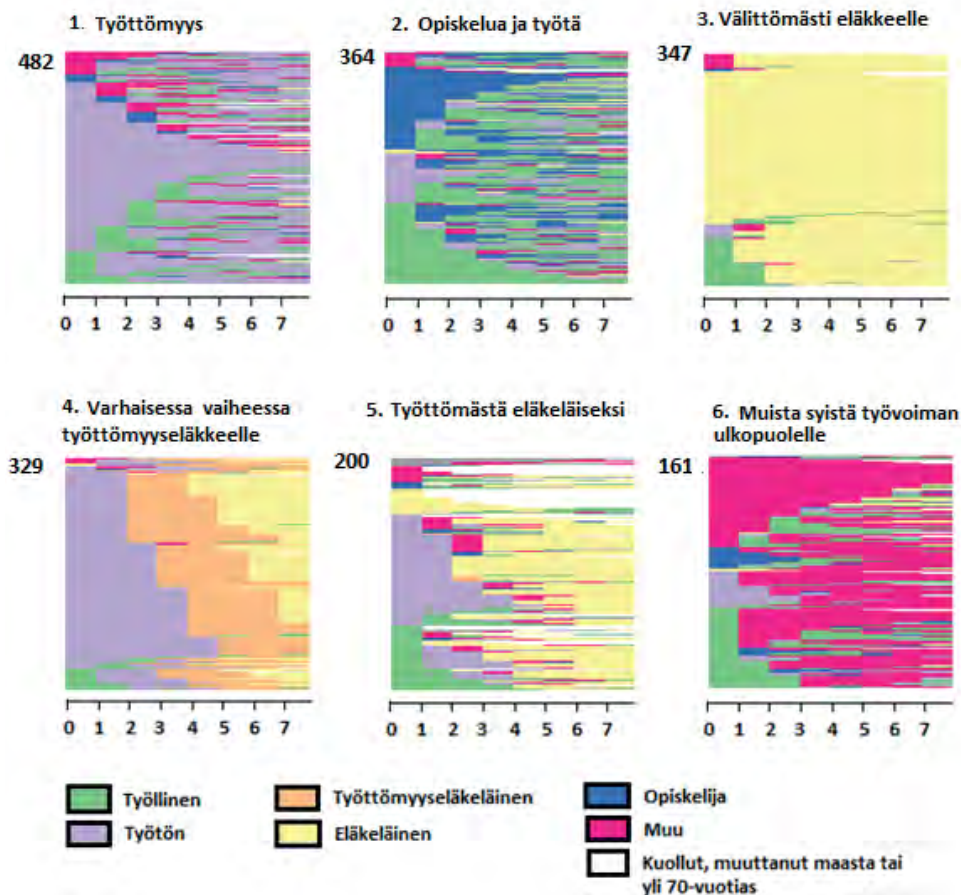 1. Työttömyys
2. Opiskelua ja työtä
3. Välittömästi eläkkeelle
482
364
347
0 1 2 3 4 5 6 7
0 1 2 3 4 5 6 7
0 1 2 3 4 5 6 7
4. Varhaisessa vaiheessa
työttömyyseläkkeelle
5. Työttömästä eläkeläiseksi
6. Muista syistä työvoiman
ulkopuolelle
329
200
161
0 1 2 3 4 5 6 7
0 1 2 3 4 5 6 7
0 1 2 3 4 5 6 7
Työllinen
Työtön
Työttömyyseläkeläinen
Eläkeläinen
Opiskelija
Muu
Kuollut, muuttanut maasta tai
yli 70-vuotias